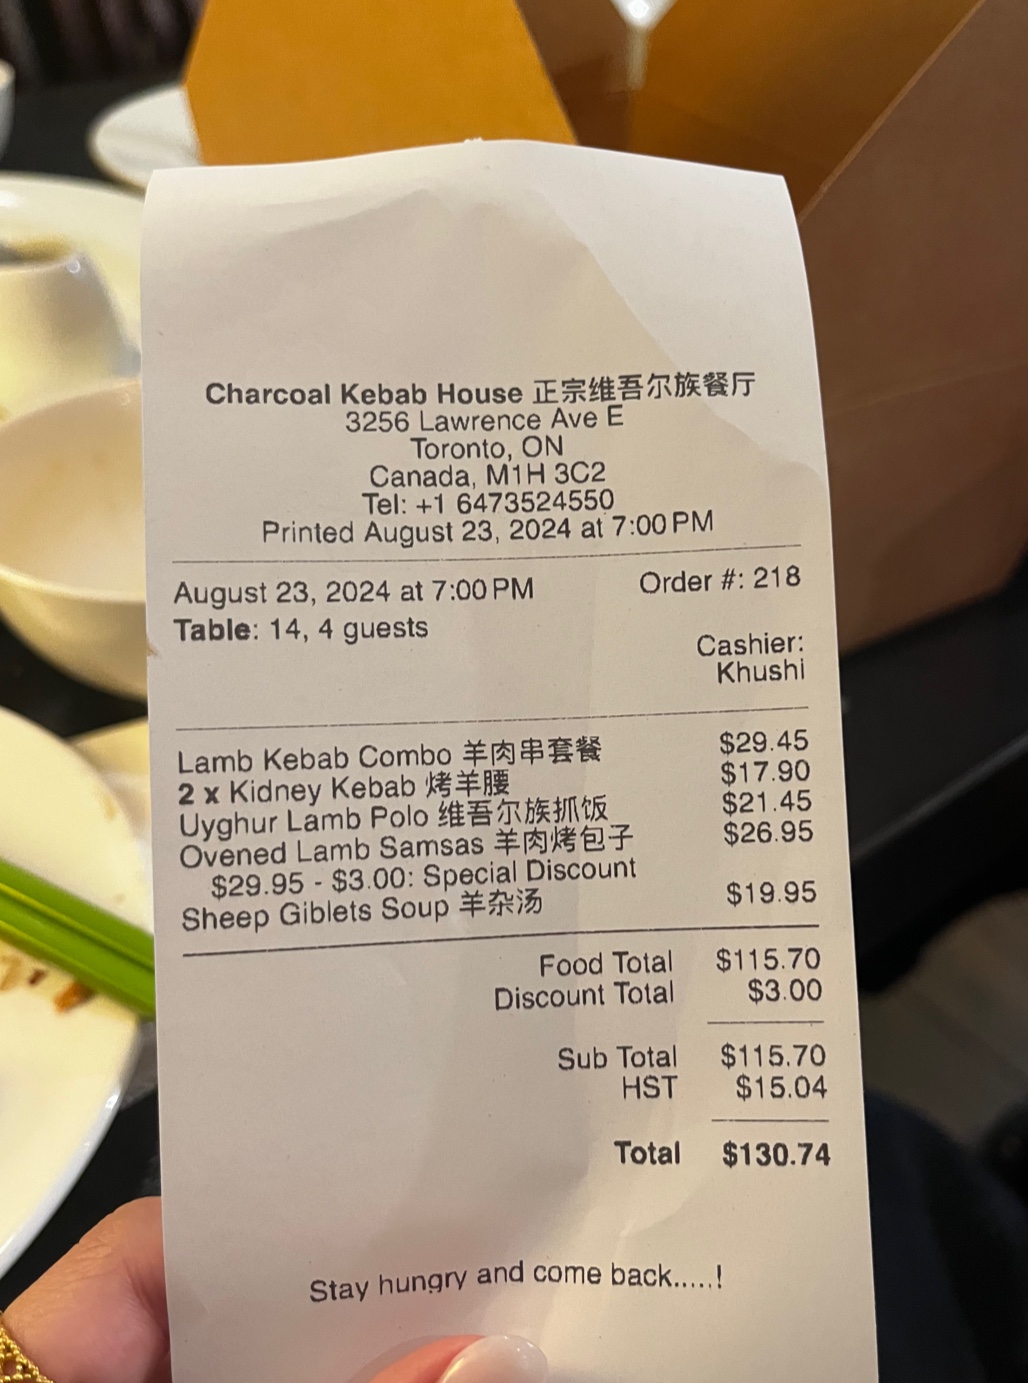 Charcoal Kebab House 正宗维吾尔族餐厅
3256 Lawrence Ave E
Toronto, ON
Canada, M1H 3C2
Tel: +1 6473524550
Printed August 23, 2024 at 7:00 PM
August 23, 2024 at 7:00 PM Order #: 218
Table: 14, 4 guests
Cashier:
Khushi
Lamb Kebab Combo 羊肉串套餐 $29.45
2 x Kidney Kebab 烤羊腰 $17.90
Uyghur Lamb Polo 维吾尔族抓饭 $21.45
Ovened Lamb Samsas 羊肉烤包子 $26.95
$29.95 - $3.00: Special Discount
Sheep Giblets Soup 羊杂汤 $19.95
Food Total $115.70
Discount Total $3.00
Sub Total $115.70
HST $15.04
Total $130.74
Stay hungry and come back.....!